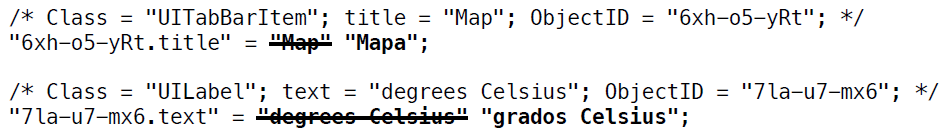 /* Class = "UITabBarItem"; title = "Map"; ObjectID = "6xh-o5-yRt"; */
"6xh-o5-yRt.title" = "Map" "Mapa";
/* Class = "UILabel"; text = "degrees Celsius"; ObjectID = "7la-u7-mx6"; */
"7la-u7-mx6.text" = "degrees Celsius" "grados Celsius";